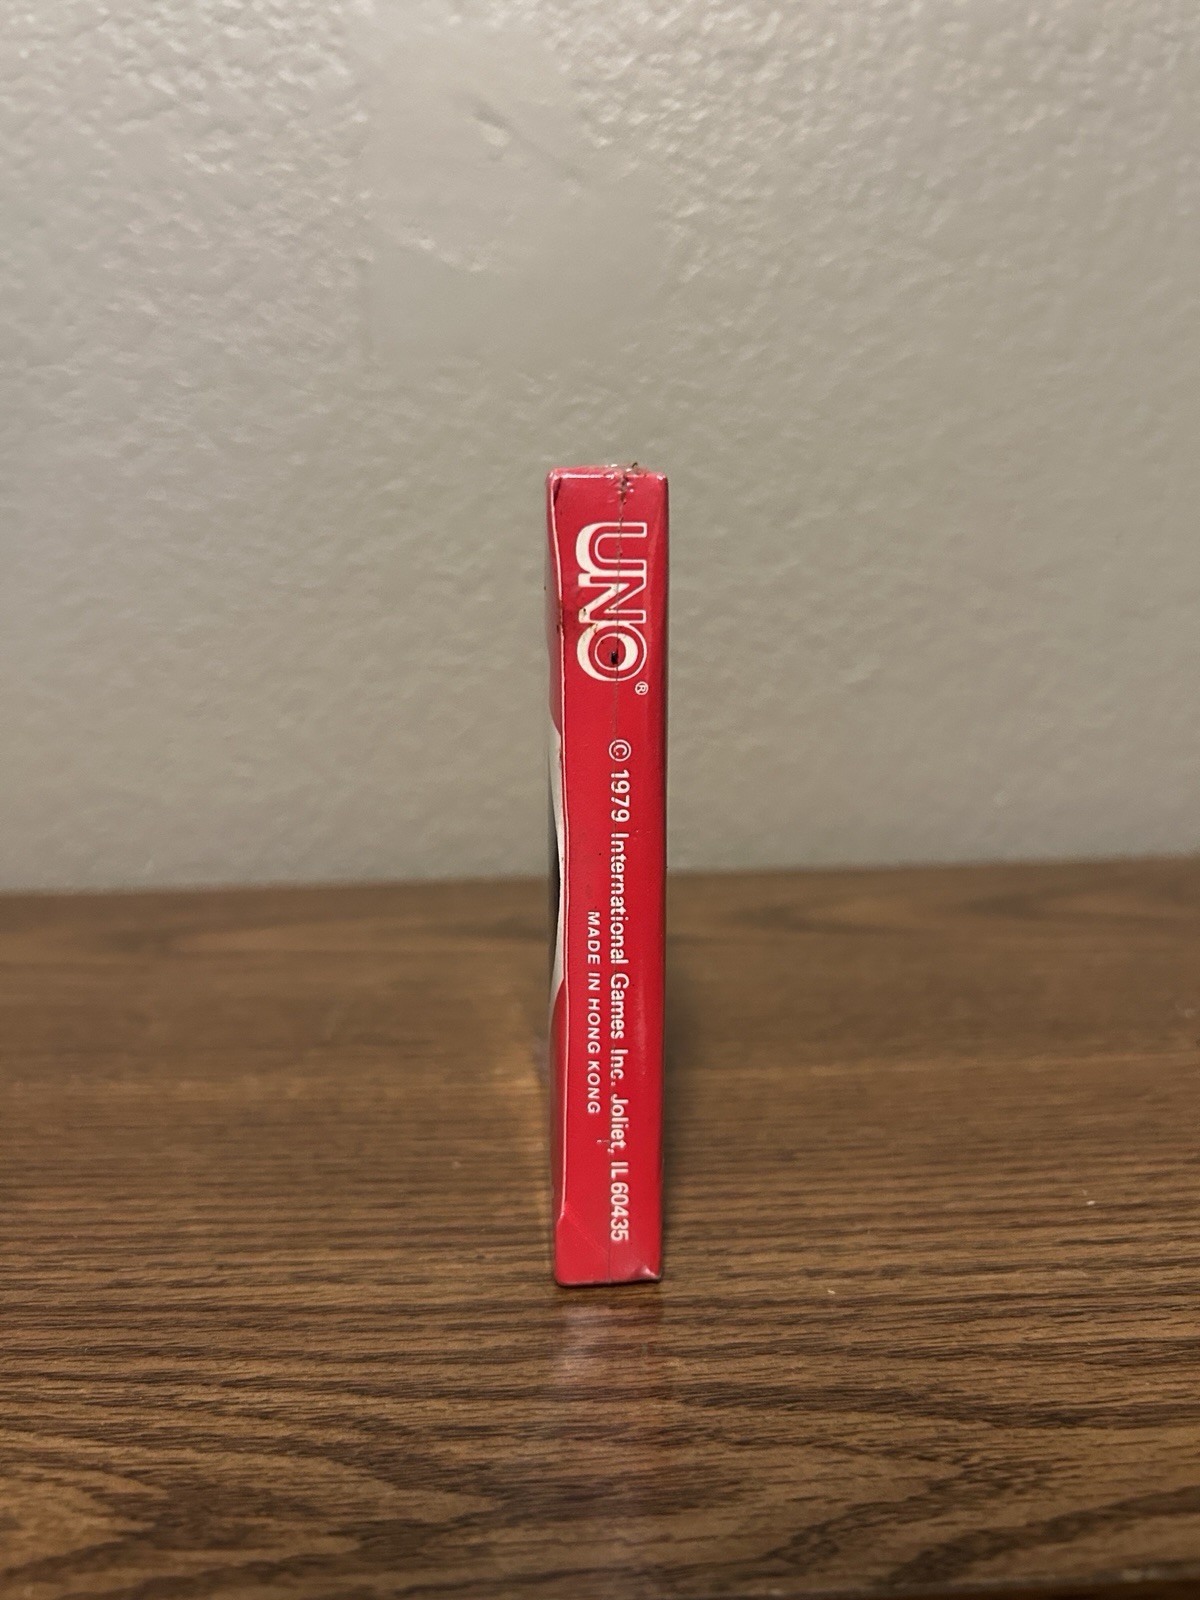 UNO®
© 1979 International Games Inc. Joliet, IL 60435
MADE IN HONG KONG